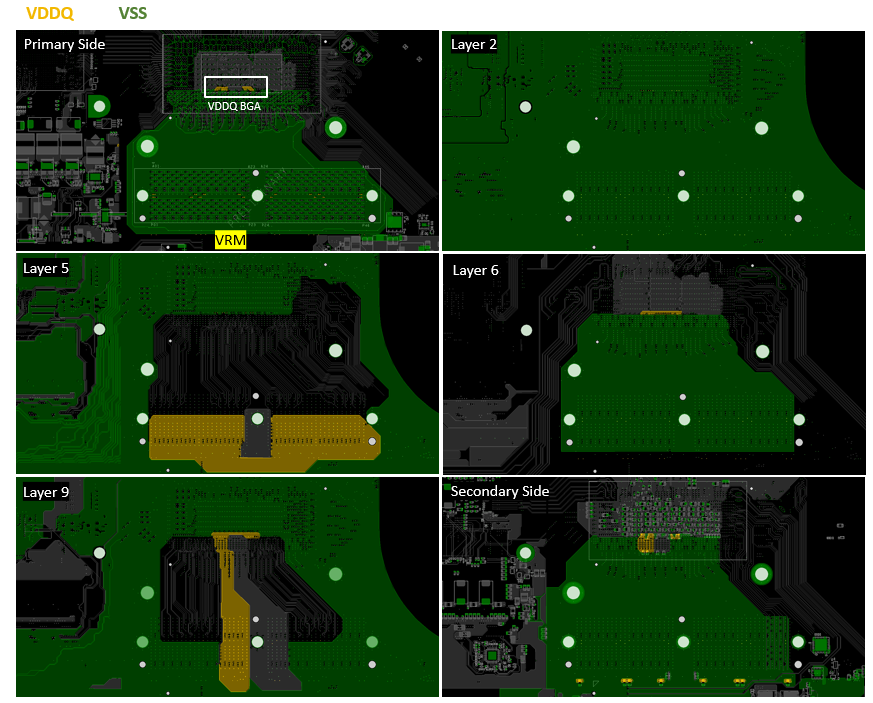 VDDQ VSS
Primary Side
VDDQ BGA
VRM
Layer 2
Layer 5
Layer 6
Layer 9
Secondary Side